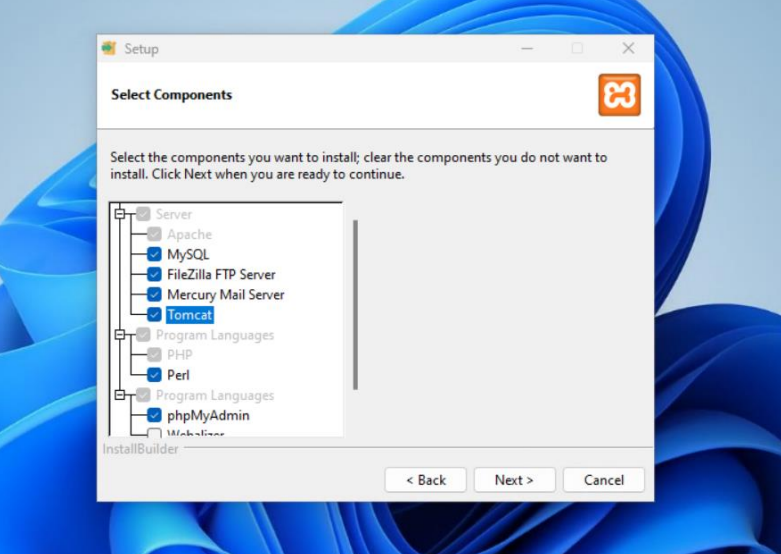 Setup
Select Components
Select the components you want to install; clear the components you do not want to
install. Click Next when you are ready to continue.
Server
Apache
MySQL
FileZilla FTP Server
Mercury Mail Server
Tomcat
Program Languages
PHP
Perl
Program Languages
phpMyAdmin
Webalizer
InstallBuilder
< Back
Next >
Cancel